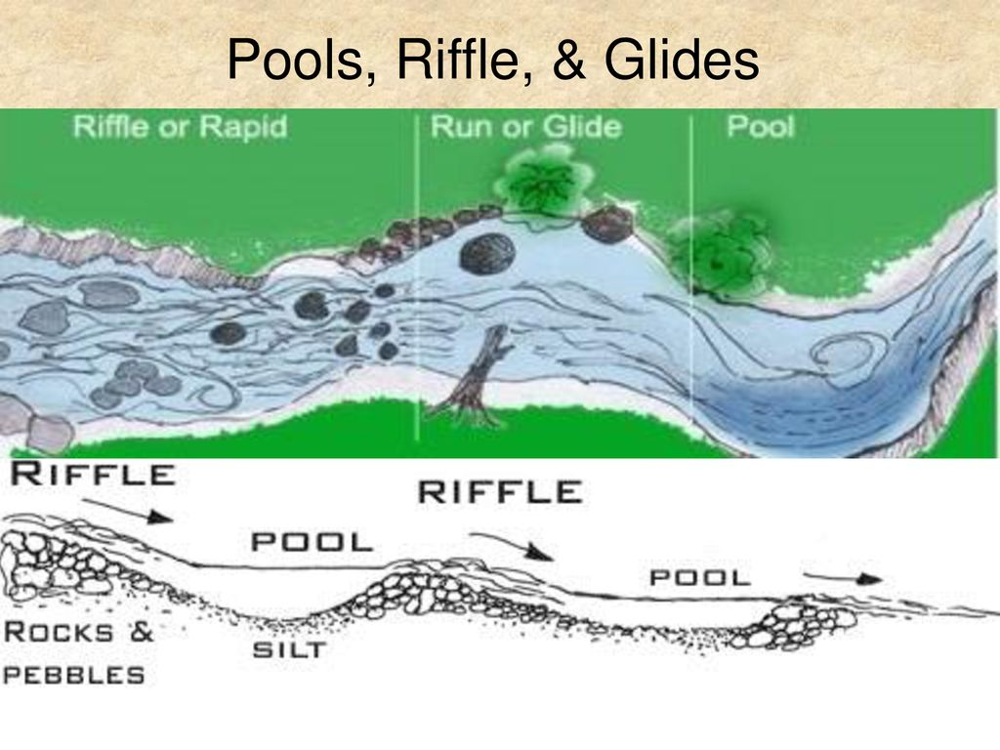 Pools, Riffle, & Glides
Riffle or Rapid
Run or Glide
Pool
RIFFLE
RIFFLE
POOL
POOL
ROCKS &
PEBBLES
SILT